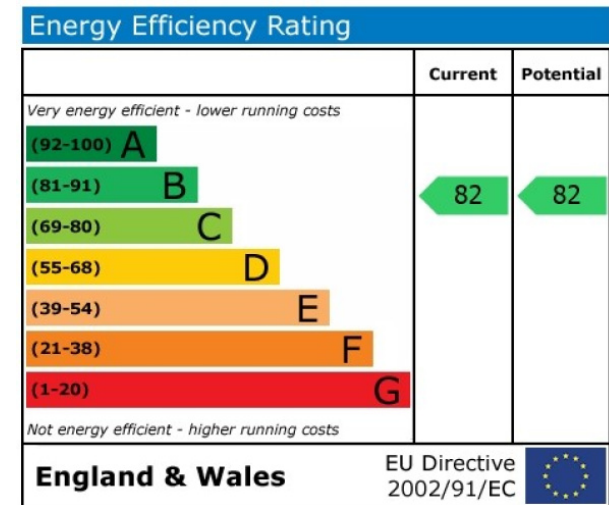 Energy Efficiency Rating
Current Potential
Very energy efficient - lower running costs
(92-100) A
(81-91) B
82 82
(69-80) C
(55-68) D
(39-54) E
(21-38) F
(1-20) G
Not energy efficient - higher running costs
England & Wales
EU Directive
2002/91/EC